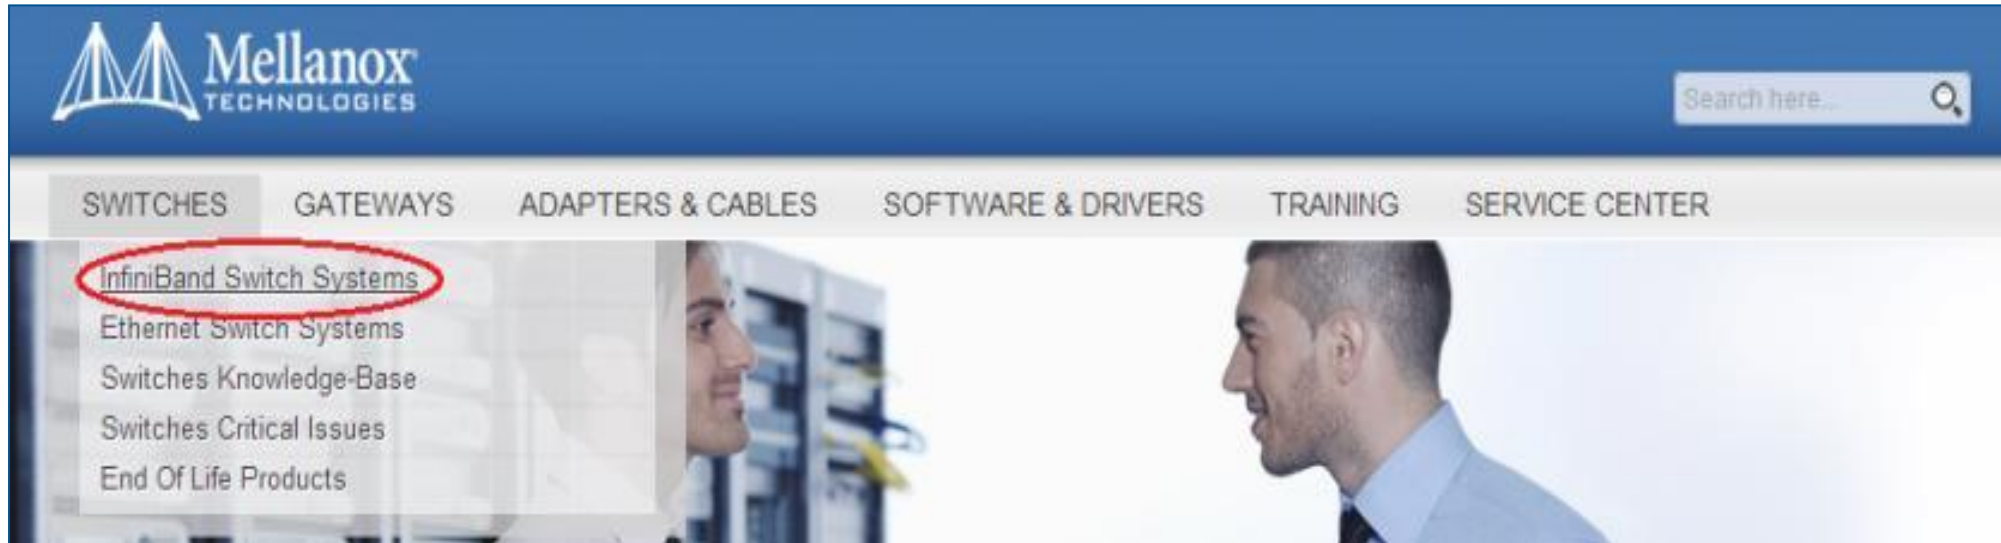 Mellanox
TECHNOLOGIES
Search here...
SWITCHES GATEWAYS ADAPTERS & CABLES SOFTWARE & DRIVERS TRAINING SERVICE CENTER
InfiniBand Switch Systems
Ethernet Switch Systems
Switches Knowledge-Base
Switches Critical Issues
End Of Life Products